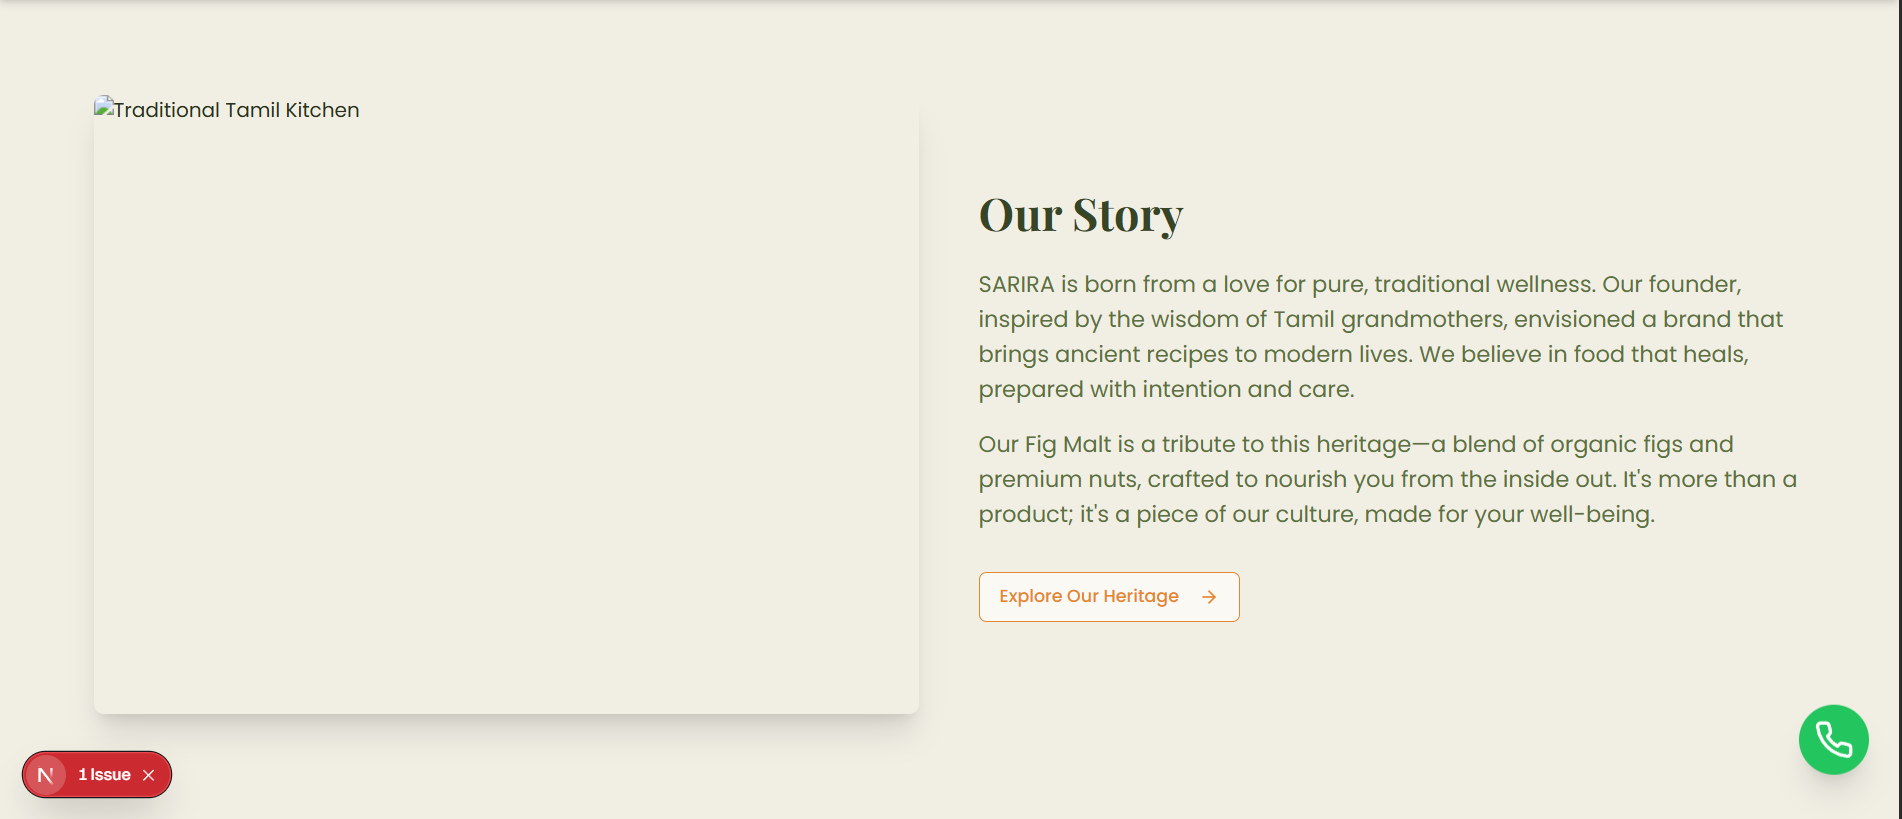 Traditional Tamil Kitchen
Our Story
SARIRA is born from a love for pure, traditional wellness. Our founder,
inspired by the wisdom of Tamil grandmothers, envisioned a brand that
brings ancient recipes to modern lives. We believe in food that heals,
prepared with intention and care.
Our Fig Malt is a tribute to this heritage—a blend of organic figs and
premium nuts, crafted to nourish you from the inside out. It's more than a
product; it's a piece of our culture, made for your well-being.
Explore Our Heritage
N 1 Issue